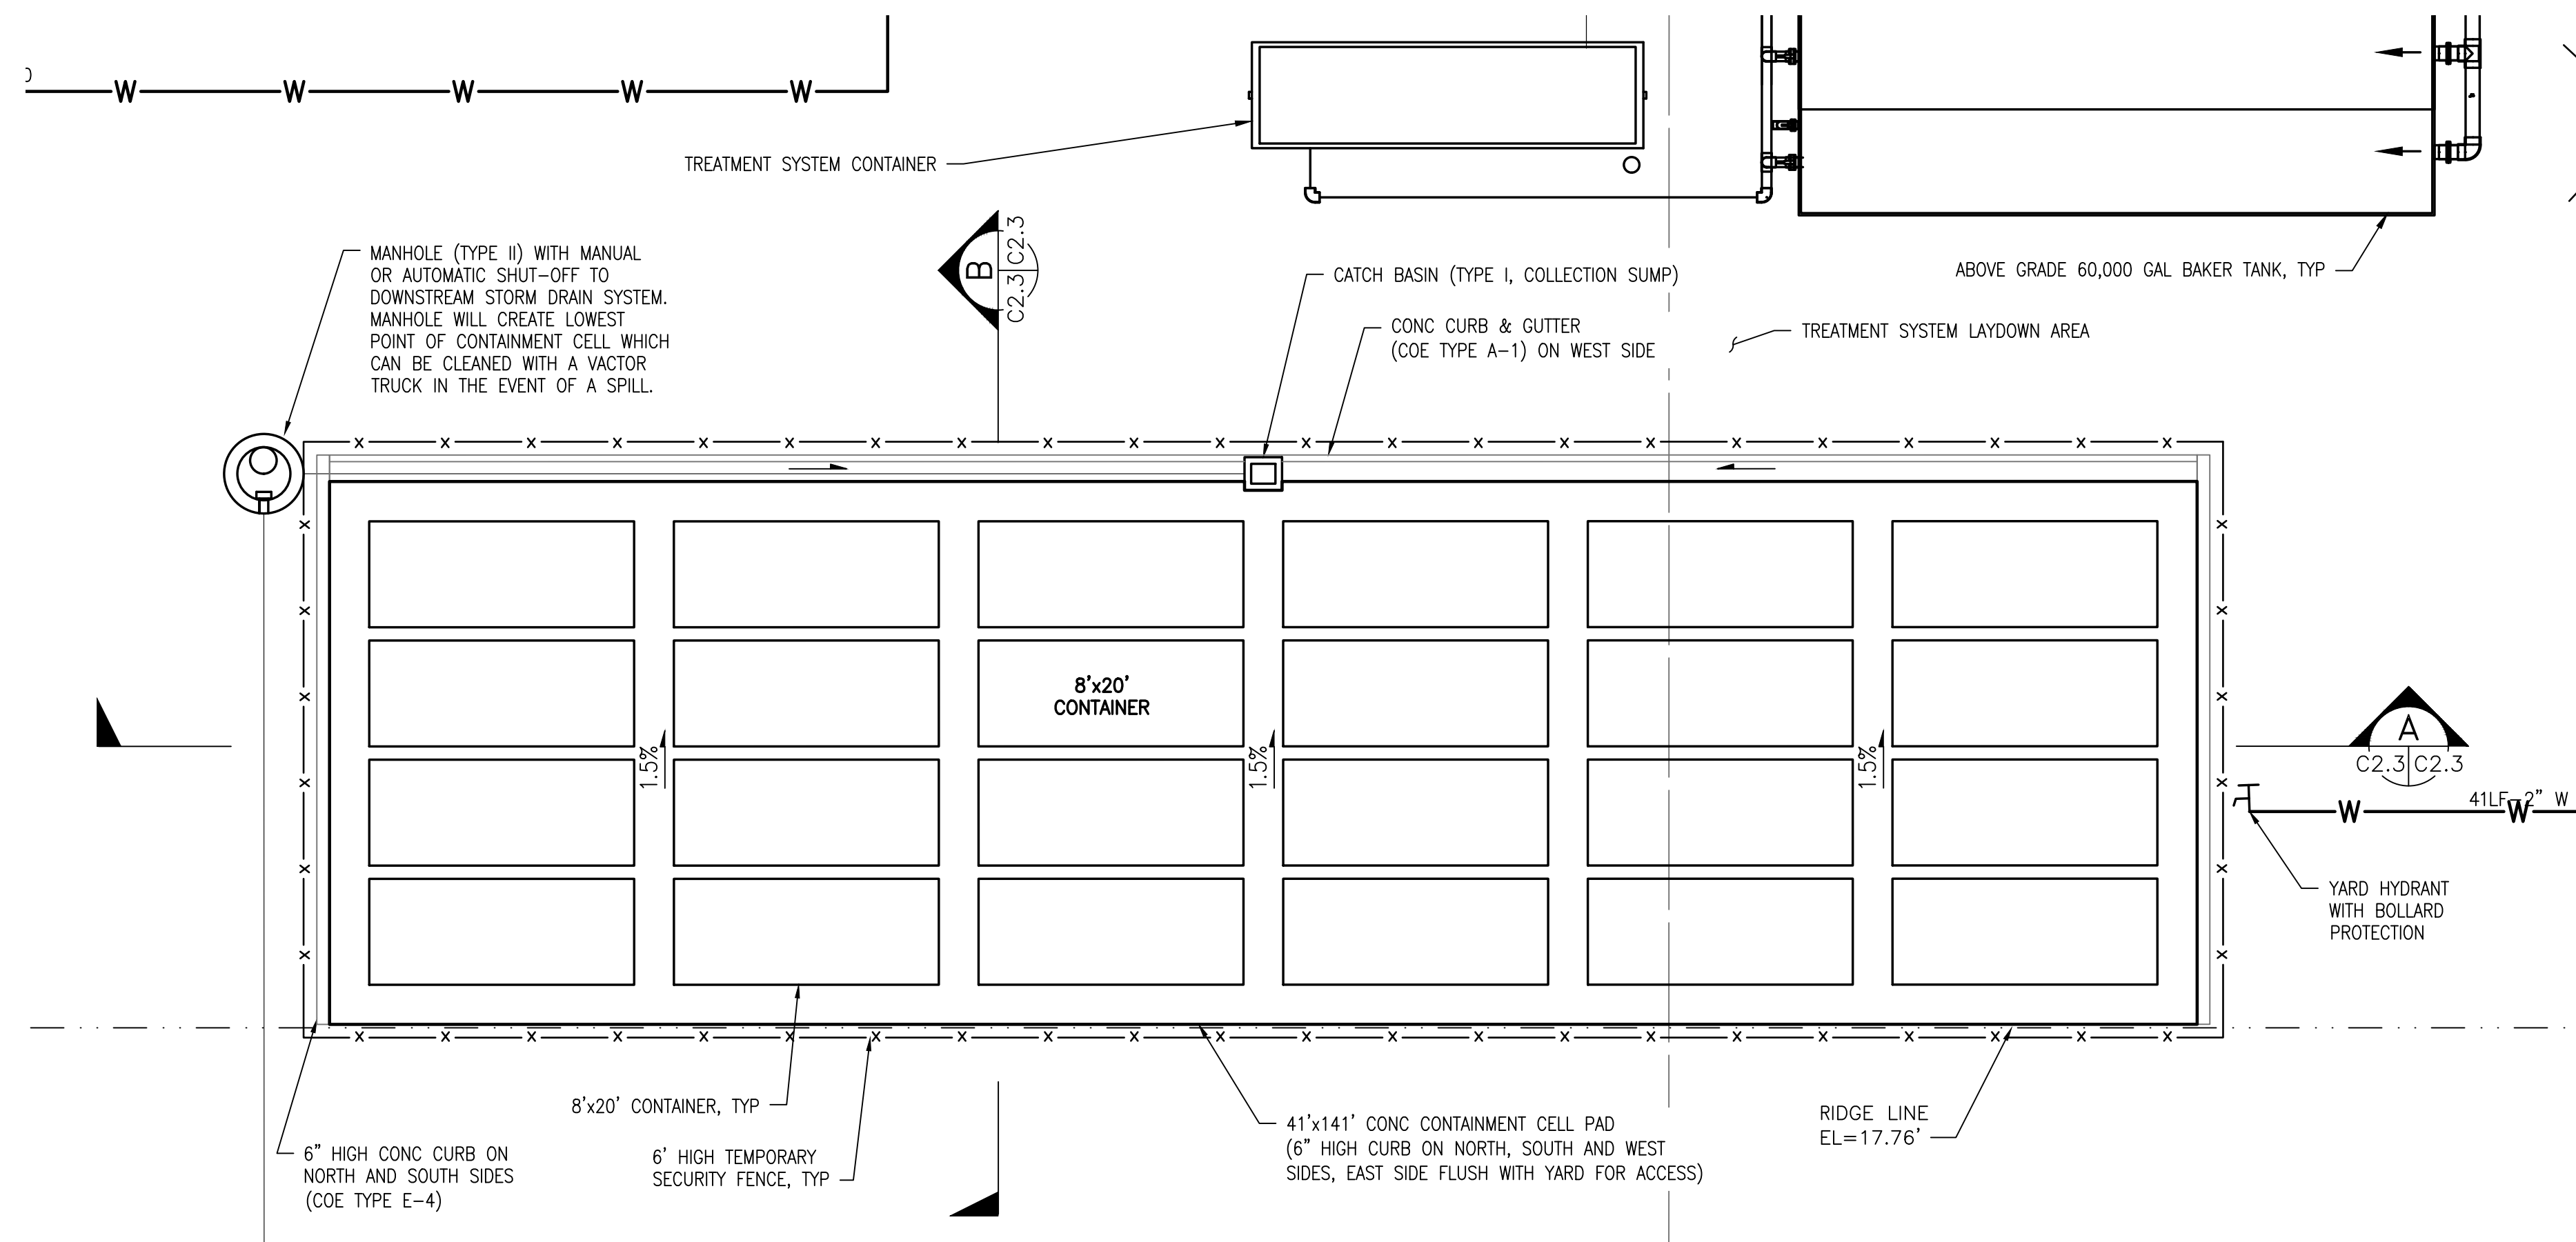 W W W W W
TREATMENT SYSTEM CONTAINER
MANHOLE (TYPE II) WITH MANUAL
OR AUTOMATIC SHUT-OFF TO
DOWNSTREAM STORM DRAIN SYSTEM.
MANHOLE WILL CREATE LOWEST
POINT OF CONTAINMENT CELL WHICH
CAN BE CLEANED WITH A VACTOR
TRUCK IN THE EVENT OF A SPILL.
B
C2.3
C2.3
CATCH BASIN (TYPE I, COLLECTION SUMP)
CONC CURB & GUTTER
(COE TYPE A-1) ON WEST SIDE
ABOVE GRADE 60,000 GAL BAKER TANK, TYP
TREATMENT SYSTEM LAYDOWN AREA
8'x20'
CONTAINER
1.5%
1.5%
1.5%
A
C2.3 C2.3
41LF-2" W
W W
YARD HYDRANT
WITH BOLLARD
PROTECTION
8'x20' CONTAINER, TYP
6" HIGH CONC CURB ON
NORTH AND SOUTH SIDES
(COE TYPE E-4)
6' HIGH TEMPORARY
SECURITY FENCE, TYP
41'x141' CONC CONTAINMENT CELL PAD
(6" HIGH CURB ON NORTH, SOUTH AND WEST
SIDES, EAST SIDE FLUSH WITH YARD FOR ACCESS)
RIDGE LINE
EL=17.76'